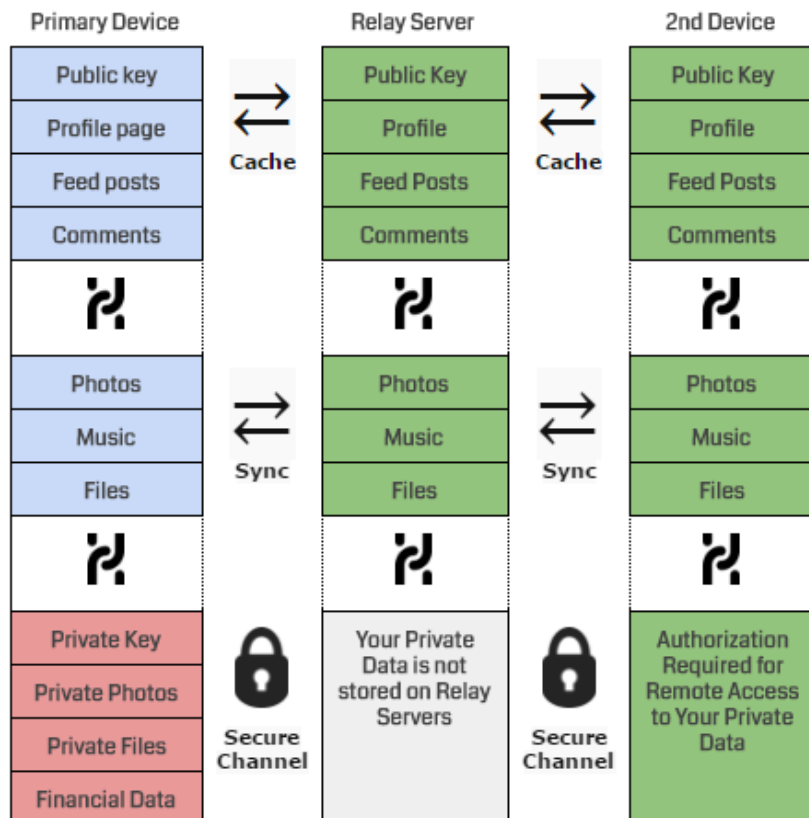 Primary Device
Relay Server
2nd Device
Public key
Public Key
Public Key
Cache
Cache
Profile page
Profile
Profile
Feed posts
Feed Posts
Feed Posts
Comments
Comments
Comments
Photos
Photos
Photos
Sync
Sync
Music
Music
Music
Files
Files
Files
Private Key
Private Photos
Private Files
Financial Data
Secure
Channel
Your Private
Data is not
stored on Relay
Servers
Secure
Channel
Authorization
Required for
Remote Access
to Your Private
Data